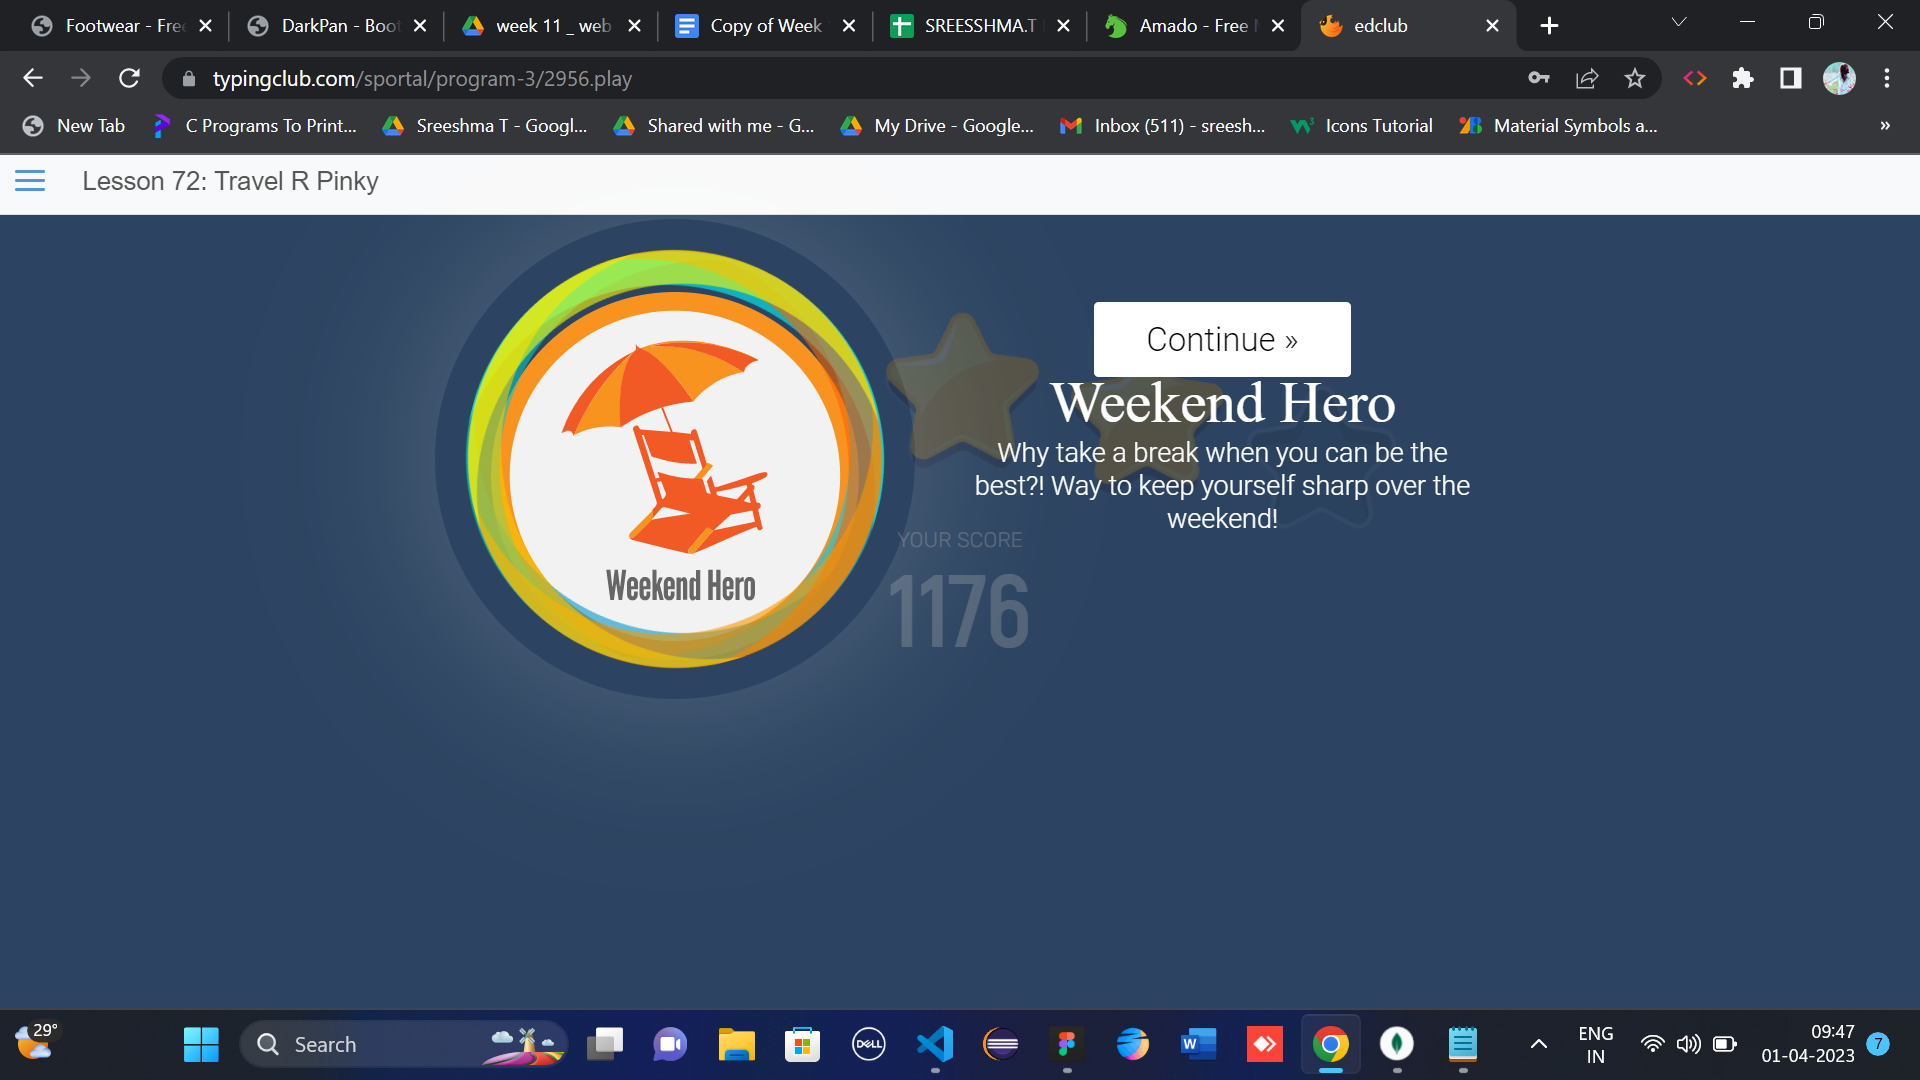 Footwear - Fre
DarkPan - Boo
week 11 _ web
Copy of Week
SREESSHMA.T
Amado - Free
edclub
typingclub.com/sportal/program-3/2956.play
New Tab
C Programs To Print...
Sreeshma T - Googl...
Shared with me - G...
My Drive - Google...
Inbox (511) - sreesh...
Icons Tutorial
Material Symbols a...
»
Lesson 72: Travel R Pinky
Continue »
Weekend Hero
Why take a break when you can be the
best?! Way to keep yourself sharp over the
weekend!
YOUR SCORE
1176
Weekend Hero
29°
Search
DELL
W
ENG
IN
09:47
01-04-2023
7